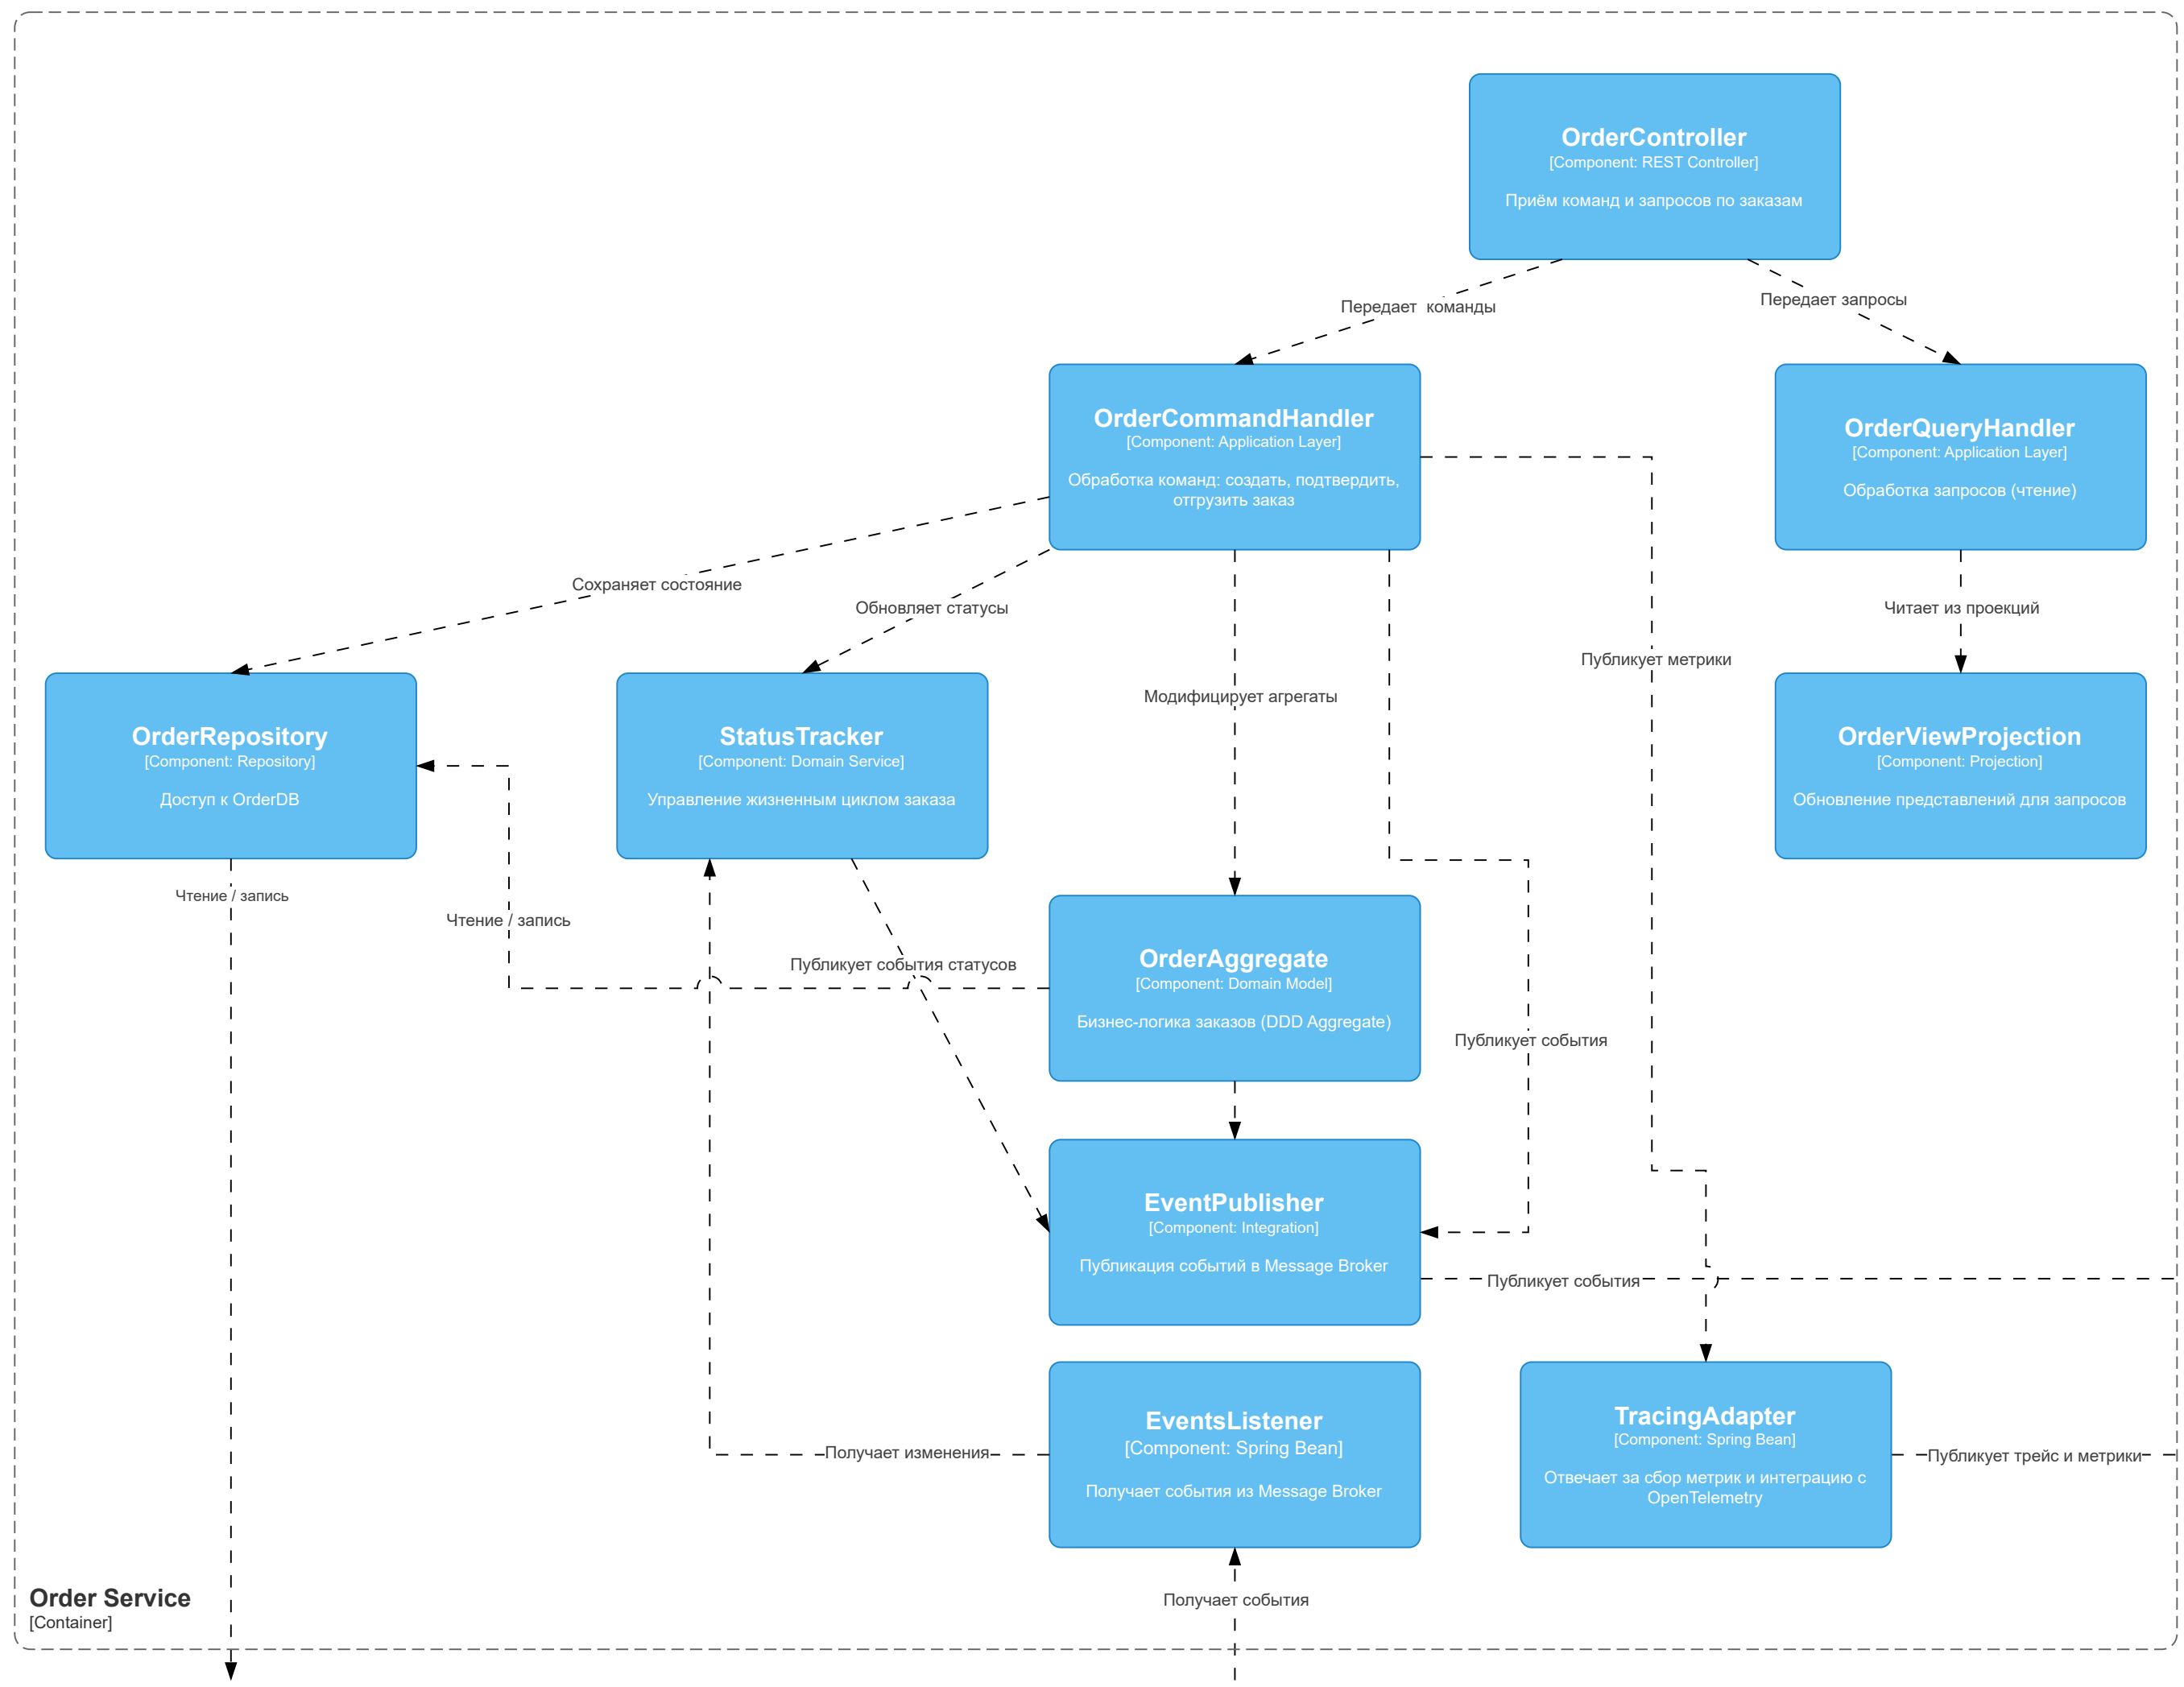 OrderController
[Component: REST Controller]
Приём команд и запросов по заказам
Передает команды
Передает запросы
OrderCommandHandler
[Component: Application Layer]
Обработка команд: создать, подтвердить,
отгрузить заказ
OrderQueryHandler
[Component: Application Layer]
Обработка запросов (чтение)
Сохраняет состояние
Обновляет статусы
Читает из проекций
Публикует метрики
Модифицирует агрегаты
OrderRepository
[Component: Repository]
Доступ к OrderDB
StatusTracker
[Component: Domain Service]
Управление жизненным циклом заказа
OrderViewProjection
[Component: Projection]
Обновление представлений для запросов
Чтение / запись
Чтение / запись
Публикует события статусов
OrderAggregate
[Component: Domain Model]
Бизнес-логика заказов (DDD Aggregate)
Публикует события
EventPublisher
[Component: Integration]
Публикация событий в Message Broker
Публикует события
EventsListener
[Component: Spring Bean]
Получает события из Message Broker
Получает изменения
TracingAdapter
[Component: Spring Bean]
Отвечает за сбор метрик и интеграцию с
OpenTelemetry
Публикует трейс и метрики
Получает события
Order Service
[Container]